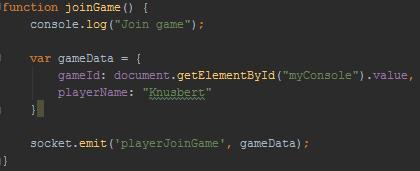 function joinGame() {
    console.log("Join game");

    var gameData = {
        gameId: document.getElementById("myConsole").value,
        playerName: "Knusbert"
    }

    socket.emit('playerJoinGame', gameData);
}